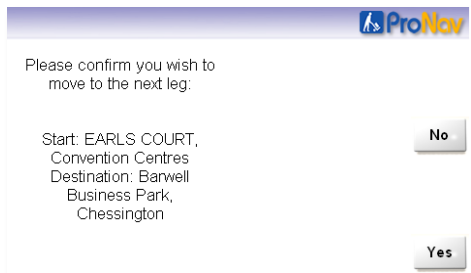 ProNav
Please confirm you wish to
move to the next leg:
Start: EARLS COURT,
Convention Centres
Destination: Barwell
Business Park,
Chessington
No
Yes